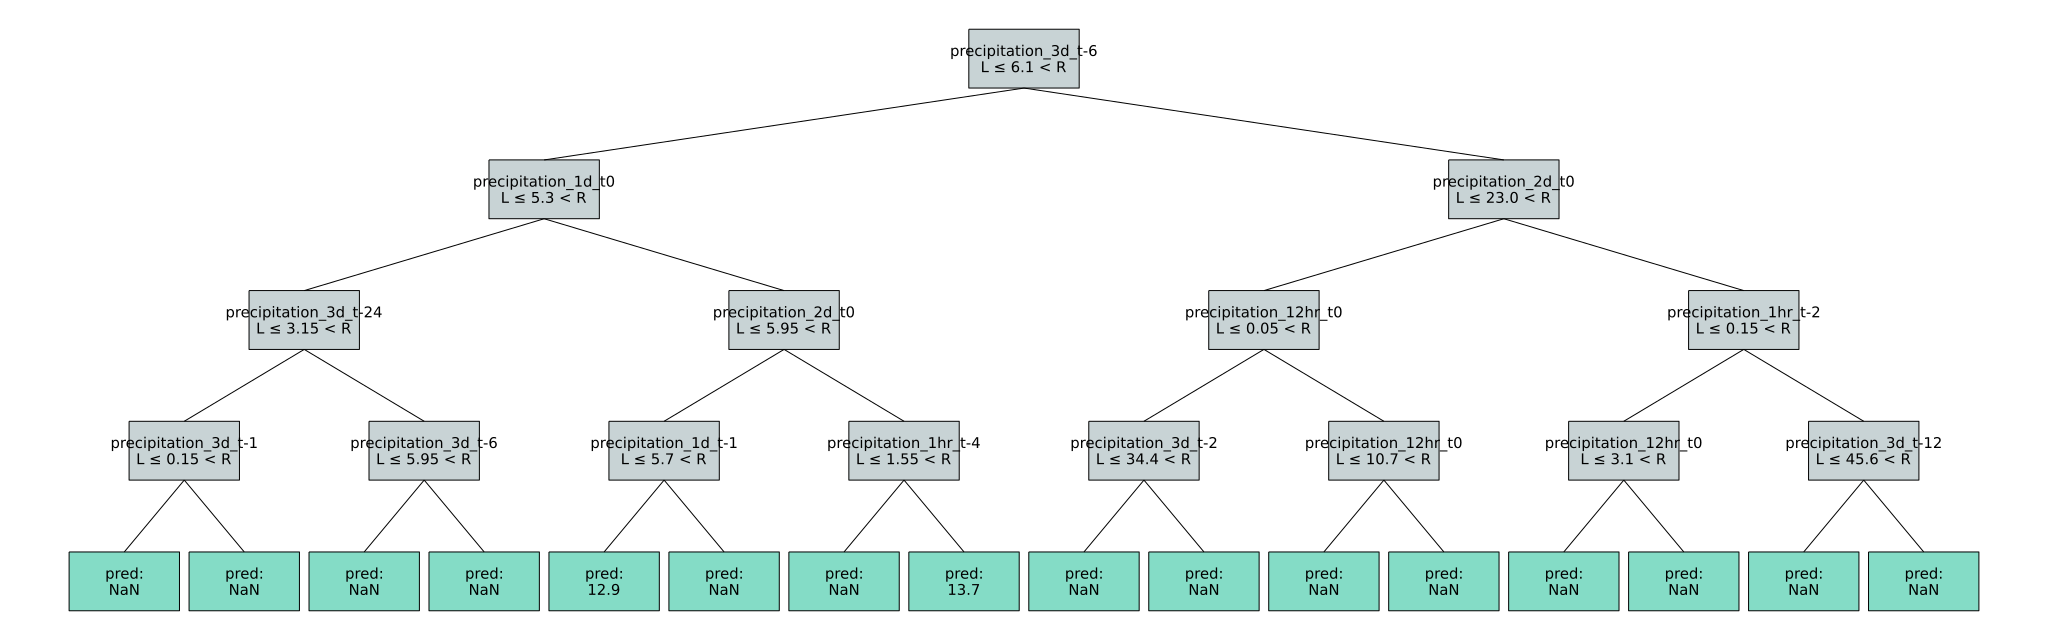 precipitation_3d_t-6
L ≤ 6.1 < R
precipitation_1d_t0
L ≤ 5.3 < R
precipitation_2d_t0
L ≤ 23.0 < R
precipitation_3d_t-24
L ≤ 3.15 < R
precipitation_2d_t0
L ≤ 5.95 < R
precipitation_12hr_t0
L ≤ 0.05 < R
precipitation_1hr_t-2
L ≤ 0.15 < R
precipitation_3d_t-1
L ≤ 0.15 < R
precipitation_3d_t-6
L ≤ 5.95 < R
precipitation_1d_t-1
L ≤ 5.7 < R
precipitation_1hr_t-4
L ≤ 1.55 < R
precipitation_3d_t-2
L ≤ 34.4 < R
precipitation_12hr_t0
L ≤ 10.7 < R
precipitation_12hr_t0
L ≤ 3.1 < R
precipitation_3d_t-12
L ≤ 45.6 < R
pred:
NaN
pred:
NaN
pred:
NaN
pred:
NaN
pred:
12.9
pred:
NaN
pred:
NaN
pred:
13.7
pred:
NaN
pred:
NaN
pred:
NaN
pred:
NaN
pred:
NaN
pred:
NaN
pred:
NaN
pred:
NaN